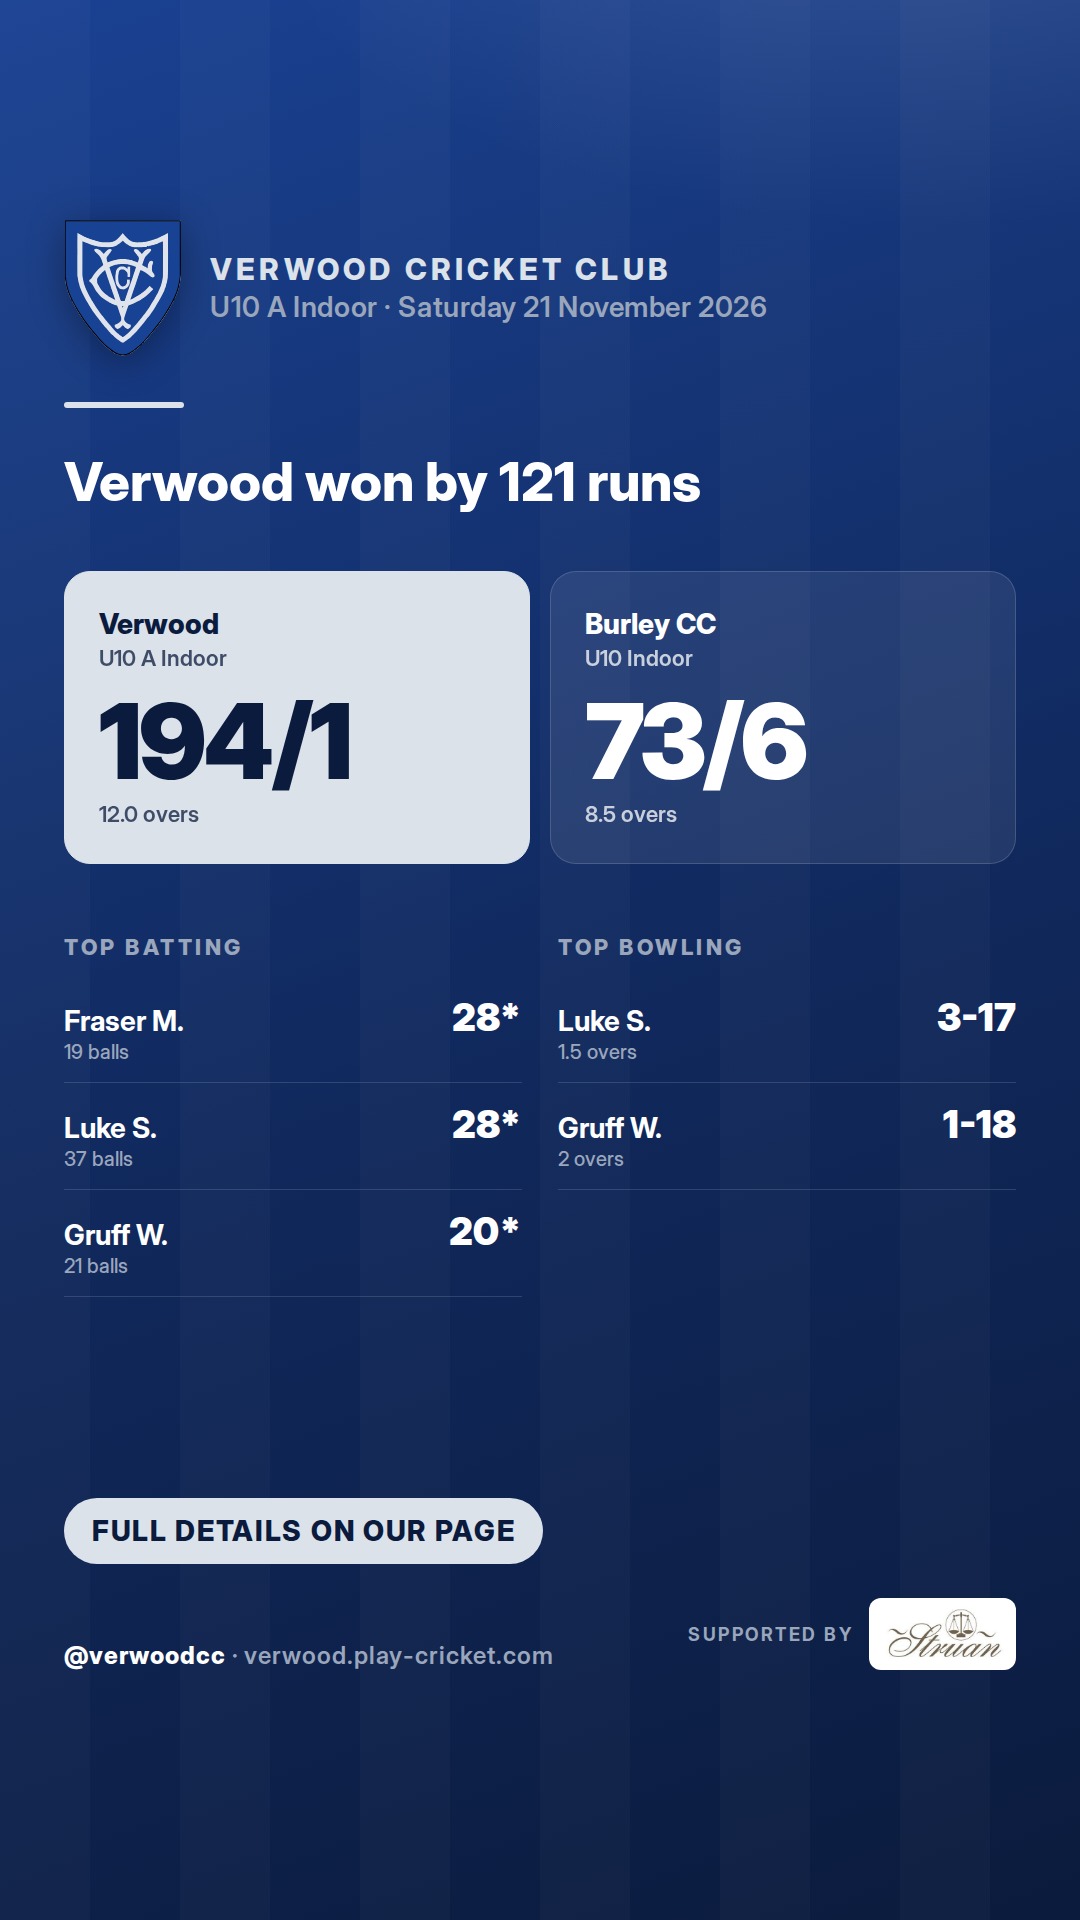 VERWOOD CRICKET CLUB
U10 A Indoor · Saturday 21 November 2026
Verwood won by 121 runs
Verwood
U10 A Indoor
194/1
12.0 overs
Burley CC
U10 Indoor
73/6
8.5 overs
TOP BATTING
Fraser M. 28*
19 balls
Luke S. 28*
37 balls
Gruff W. 20*
21 balls
TOP BOWLING
Luke S. 3-17
1.5 overs
Gruff W. 1-18
2 overs
FULL DETAILS ON OUR PAGE
@verwoodcc · verwood.play-cricket.com
SUPPORTED BY
Struan